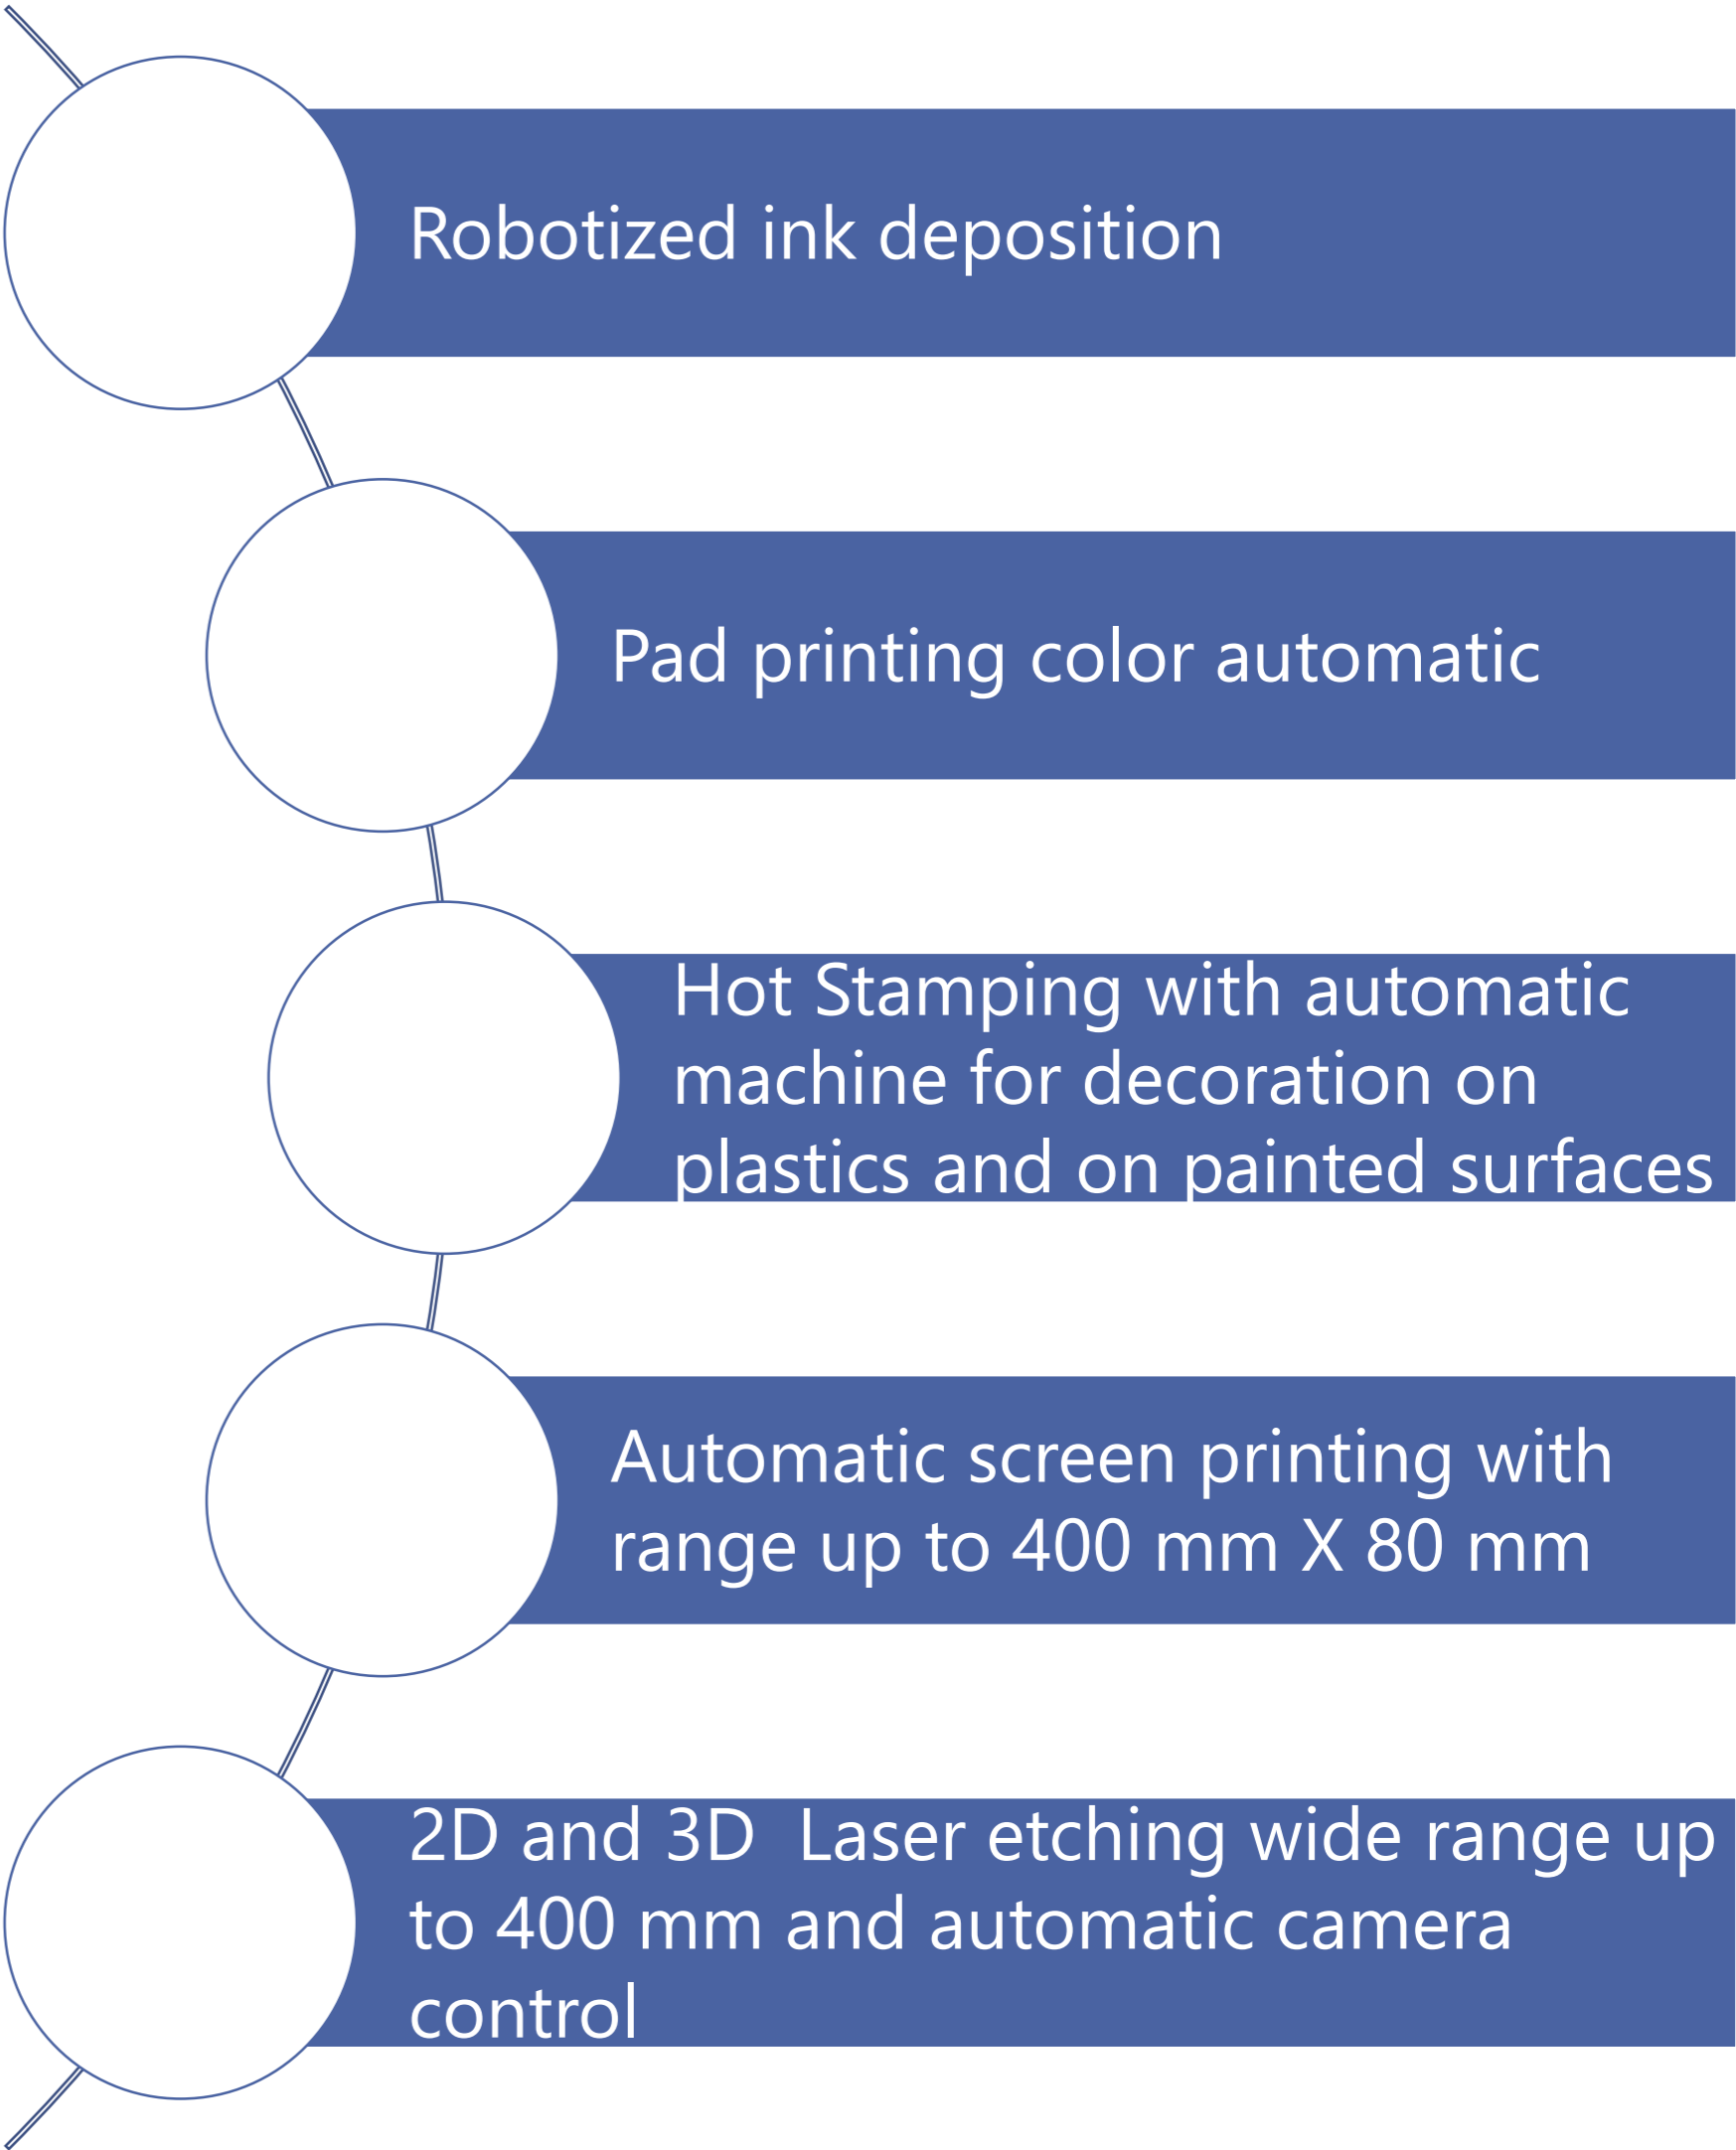 Robotized ink deposition
Pad printing color automatic
Hot Stamping with automatic
machine for decoration on
plastics and on painted surfaces
Automatic screen printing with
range up to 400 mm X 80 mm
2D and 3D  Laser etching wide range up
to 400 mm and automatic camera
control